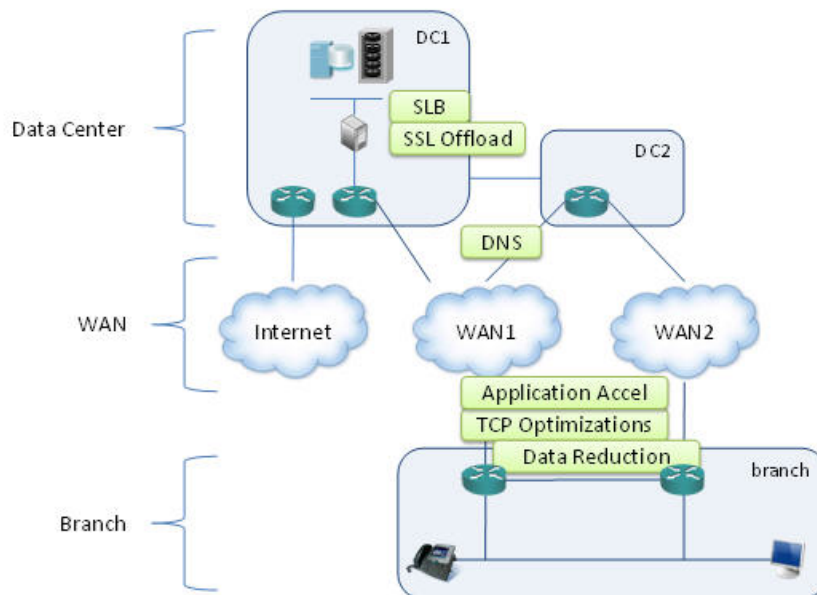 DC1
SLB
Data Center
SSL Offload
DC2
DNS
WAN
Internet
WAN1
WAN2
Application Accel
TCP Optimizations
Data Reduction
branch
Branch